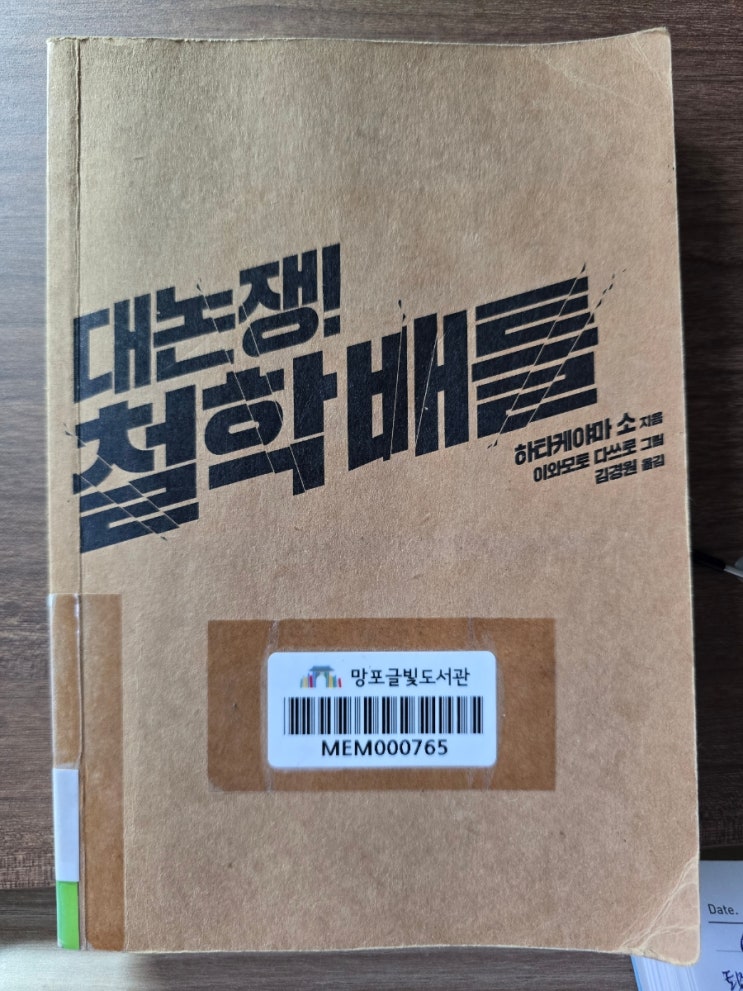 대논쟁!
철학 배틀
하타케야마 소 지음
이와모토 다쓰로 그림
김경원 옮김
망포글빛도서관
MEM000765
Date.